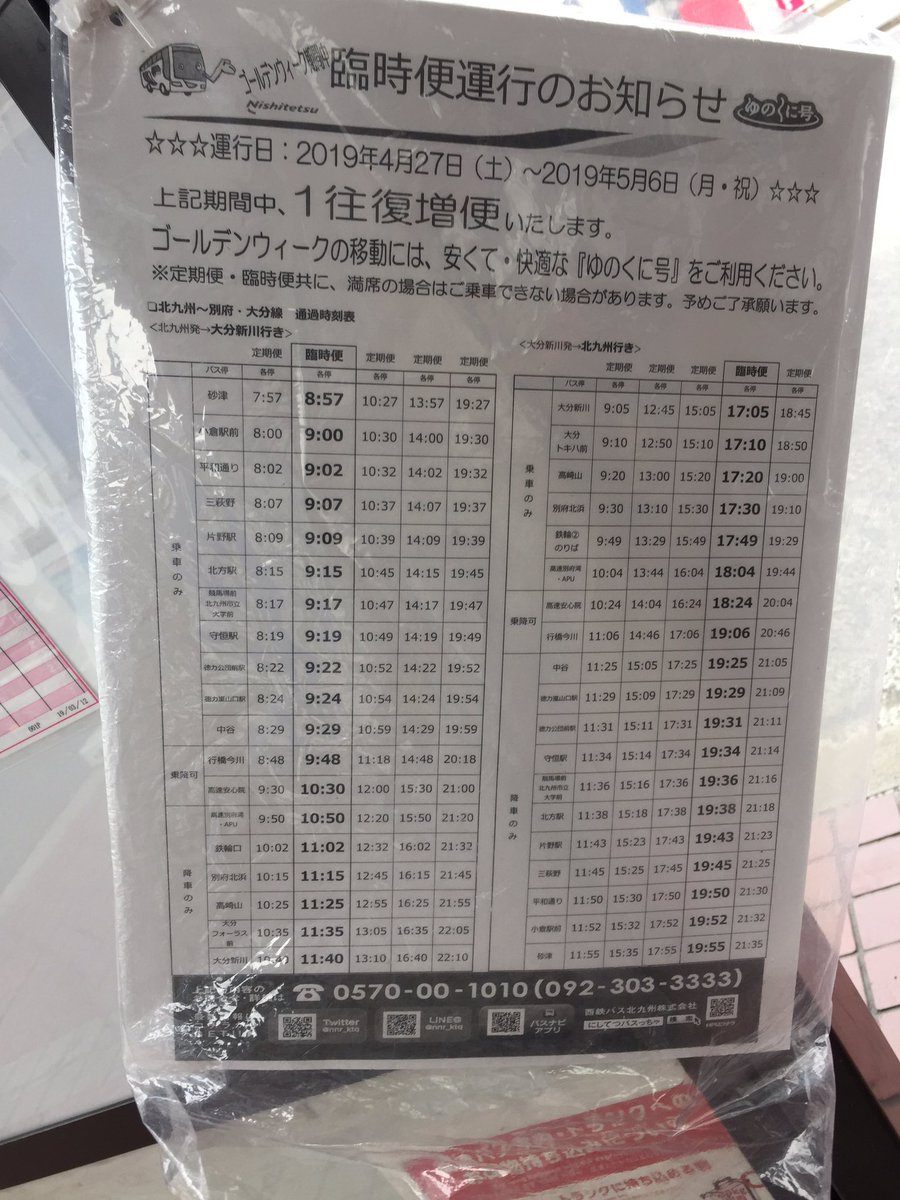 ゴールデンウィーク期間中
臨時便運行のお知らせ
Nishitetsu
ゆのくに号
☆☆☆運行日：2019年4月27日（土）～2019年5月6日（月・祝）☆☆☆
上記期間中、1往復増便いたします。
ゴールデンウィークの移動には、安くて・快適な『ゆのくに号』をご利用ください。
※定期便・臨時便共に、満席の場合はご乗車できない場合があります。予めご了承願います。
❑北九州～別府・大分線 通過時刻表
<北九州発→大分新川行き>
定期便 臨時便 定期便 定期便 定期便
バス停 各停 各停 各停 各停 各停
乗車のみ
砂津 7:57 8:57 10:27 13:57 19:27
小倉駅前 8:00 9:00 10:30 14:00 19:30
平和通り 8:02 9:02 10:32 14:02 19:32
三萩野 8:07 9:07 10:37 14:07 19:37
片野駅 8:09 9:09 10:39 14:09 19:39
北方駅 8:15 9:15 10:45 14:15 19:45
競馬場前北九州市立大学前 8:17 9:17 10:47 14:17 19:47
守恒駅 8:19 9:19 10:49 14:19 19:49
徳力公団前駅 8:22 9:22 10:52 14:22 19:52
徳力嵐山口駅 8:24 9:24 10:54 14:24 19:54
中谷 8:29 9:29 10:59 14:29 19:59
乗降可
行橋今川 8:48 9:48 11:18 14:48 20:18
高速安心院 9:30 10:30 12:00 15:30 21:00
降車のみ
高速別府湾・APU 9:50 10:50 12:20 15:50 21:20
鉄輪口 10:02 11:02 12:32 16:02 21:32
別府北浜 10:15 11:15 12:45 16:15 21:45
高崎山 10:25 11:25 12:55 16:25 21:55
大分フォーラス前 10:35 11:35 13:05 16:35 22:05
大分新川 11:40 13:10 16:40 22:10
<大分新川発→北九州行き>
定期便 定期便 定期便 臨時便 定期便
バス停 各停 各停 各停 各停 各停
乗車のみ
大分新川 9:05 12:45 15:05 17:05 18:45
大分トキハ前 9:10 12:50 15:10 17:10 18:50
高崎山 9:20 13:00 15:20 17:20 19:00
別府北浜 9:30 13:10 15:30 17:30 19:10
鉄輪②のりば 9:49 13:29 15:49 17:49 19:29
高速別府湾・APU 10:04 13:44 16:04 18:04 19:44
乗降可
高速安心院 10:24 14:04 16:24 18:24 20:04
行橋今川 11:06 14:46 17:06 19:06 20:46
降車のみ
中谷 11:25 15:05 17:25 19:25 21:05
徳力嵐山口駅 11:29 15:09 17:29 19:29 21:09
徳力公団前駅 11:31 15:11 17:31 19:31 21:11
守恒駅 11:34 15:14 17:34 19:34 21:14
競馬場前北九州市立大学前 11:36 15:16 17:36 19:36 21:16
北方駅 11:38 15:18 17:38 19:38 21:18
片野駅 11:43 15:23 17:43 19:43 21:23
三萩野 11:45 15:25 17:45 19:45 21:25
平和通り 11:50 15:30 17:50 19:50 21:30
小倉駅前 11:52 15:32 17:52 19:52 21:32
砂津 11:55 15:35 17:55 19:55 21:35
☎ 0570-00-1010(092-303-3333)
Twitter
@nnr_ktq
LINE@
@nnr_ktq
バスナビ
アプリ
西鉄バス北九州株式会社
にしてつバスっちゃ 検索
001P 19/03/12
トランクへの
トランクに持ち込める物